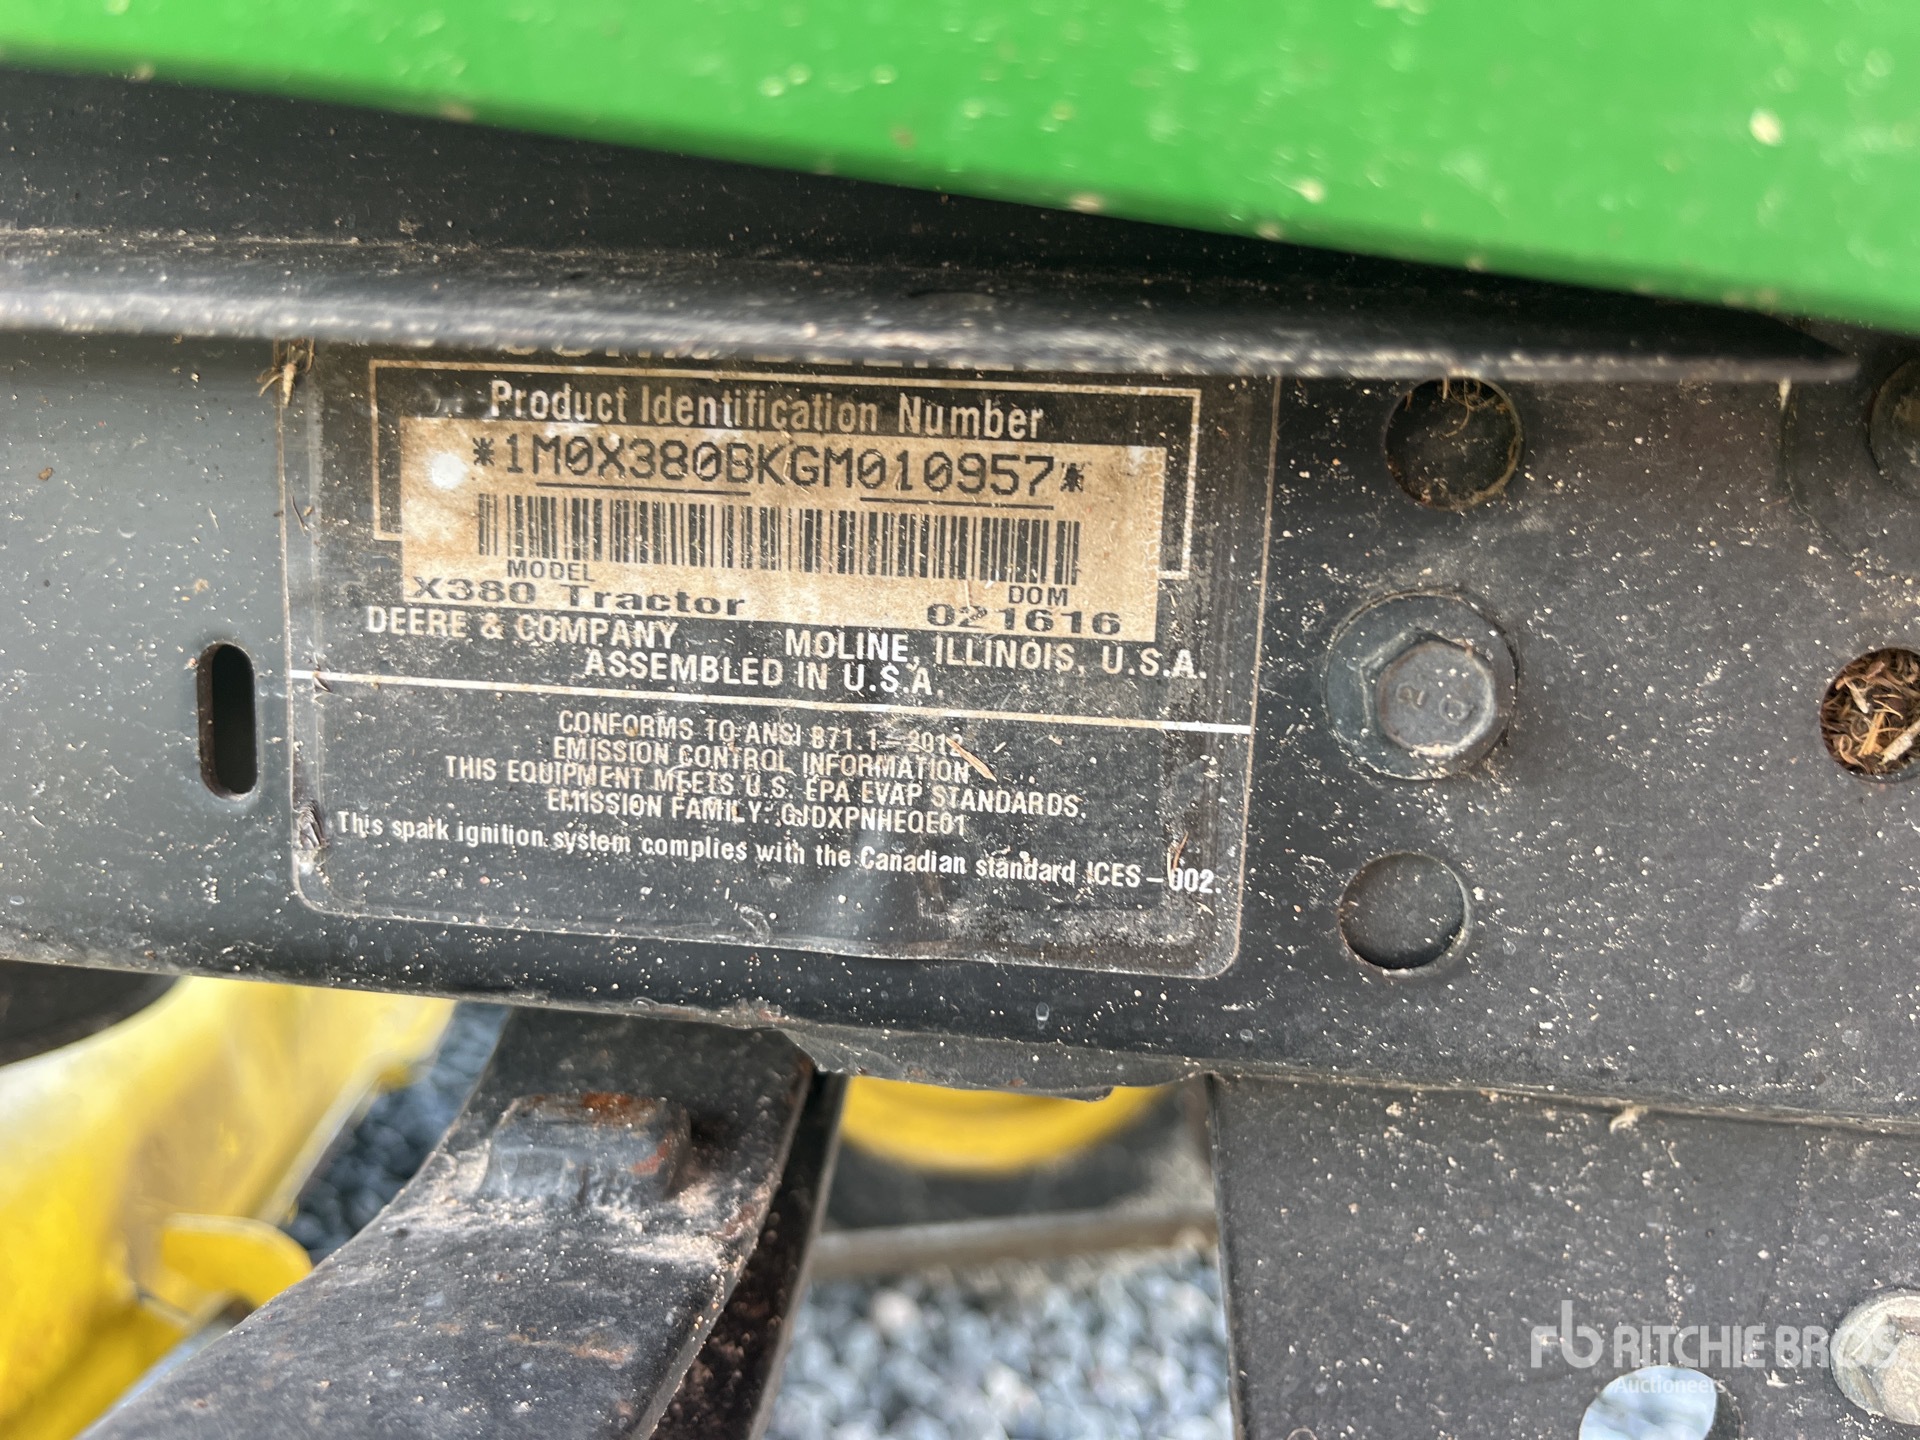 Product Identification Number
*1M0X380BKGM010957*
MODEL
DOM
X380 Tractor
021616
DEERE & COMPANY MOLINE, ILLINOIS, U.S.A.
ASSEMBLED IN U.S.A.
CONFORMS TO ANSI B71.1-2012
EMISSION CONTROL INFORMATION
THIS EQUIPMENT MEETS U.S. EPA EVAP STANDARDS.
EMISSION FAMILY: GJDXPNHEQE01
This spark ignition system complies with the Canadian standard ICES-002.
rb RITCHIE BROS
Auctioneers